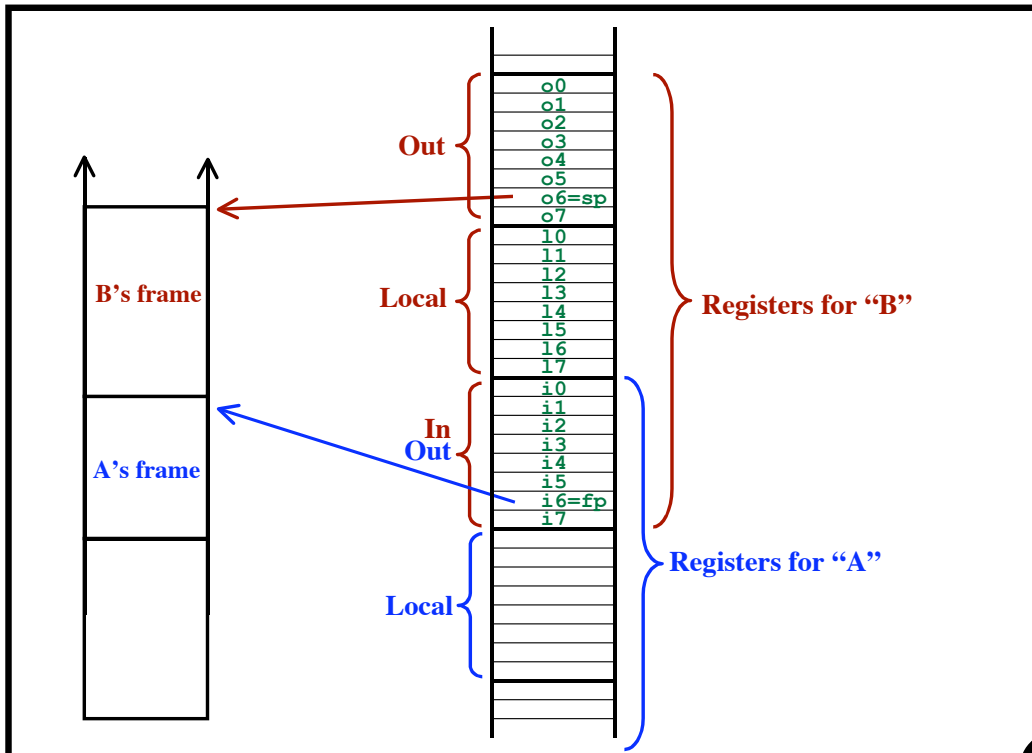 o0
o1
o2
Out
o3
o4
o5
o6=sp
o7
l0
l1
l2
B's frame
Local
l3
Registers for “B”
l4
l5
l6
l7
i0
i1
In
i2
Out
i3
A's frame
i4
i5
i6=fp
i7
Registers for “A”
Local